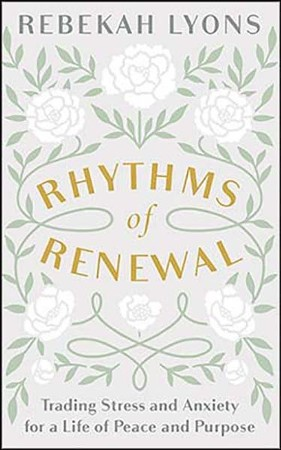 REBEKAH LYONS
RHYTHMS
of
RENEWAL
Trading Stress and Anxiety
for a Life of Peace and Purpose